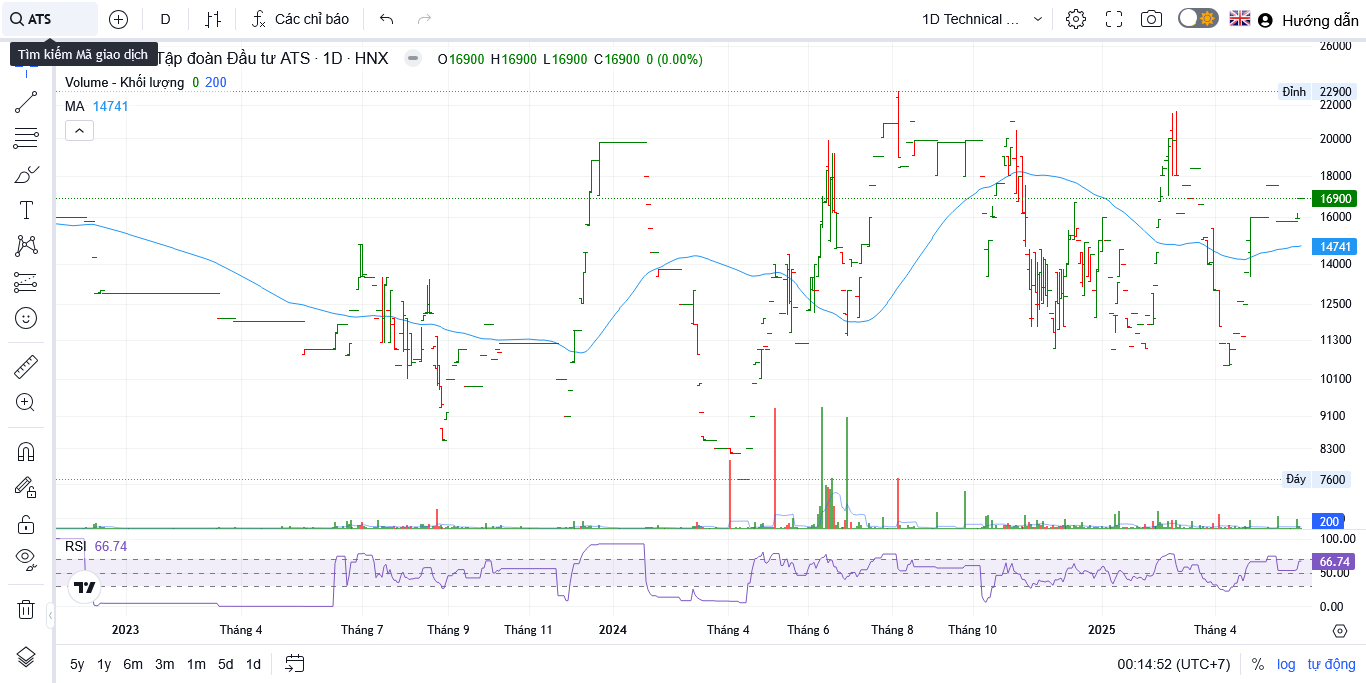 ATS
D
Các chỉ báo
1D Technical ...
Hướng dẫn
Tìm kiếm Mã giao dịch
Tập đoàn Đầu tư ATS · 1D · HNX
O16900 H16900 L16900 C16900 0 (0.00%)
Volume - Khối lượng 0 200
MA 14741
26000
Đỉnh 22900
22000
20000
18000
16900
16000
14741
14000
12500
11300
10100
9100
8300
Đáy 7600
200
RSI 66.74
100.00
66.74
50.00
0.00
2023 Tháng 4 Tháng 7 Tháng 9 Tháng 11 2024 Tháng 4 Tháng 6 Tháng 8 Tháng 10 2025 Tháng 4
5y 1y 6m 3m 1m 5d 1d
00:14:52 (UTC+7) % log tự động